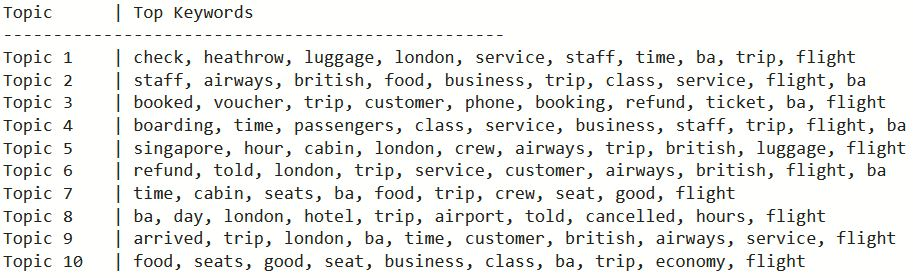 Topic | Top Keywords
--------------------------------------------------
Topic 1 | check, heathrow, luggage, london, service, staff, time, ba, trip, flight
Topic 2 | staff, airways, british, food, business, trip, class, service, flight, ba
Topic 3 | booked, voucher, trip, customer, phone, booking, refund, ticket, ba, flight
Topic 4 | boarding, time, passengers, class, service, business, staff, trip, flight, ba
Topic 5 | singapore, hour, cabin, london, crew, airways, trip, british, luggage, flight
Topic 6 | refund, told, london, trip, service, customer, airways, british, flight, ba
Topic 7 | time, cabin, seats, ba, food, trip, crew, seat, good, flight
Topic 8 | ba, day, london, hotel, trip, airport, told, cancelled, hours, flight
Topic 9 | arrived, trip, london, ba, time, customer, british, airways, service, flight
Topic 10 | food, seats, good, seat, business, class, ba, trip, economy, flight